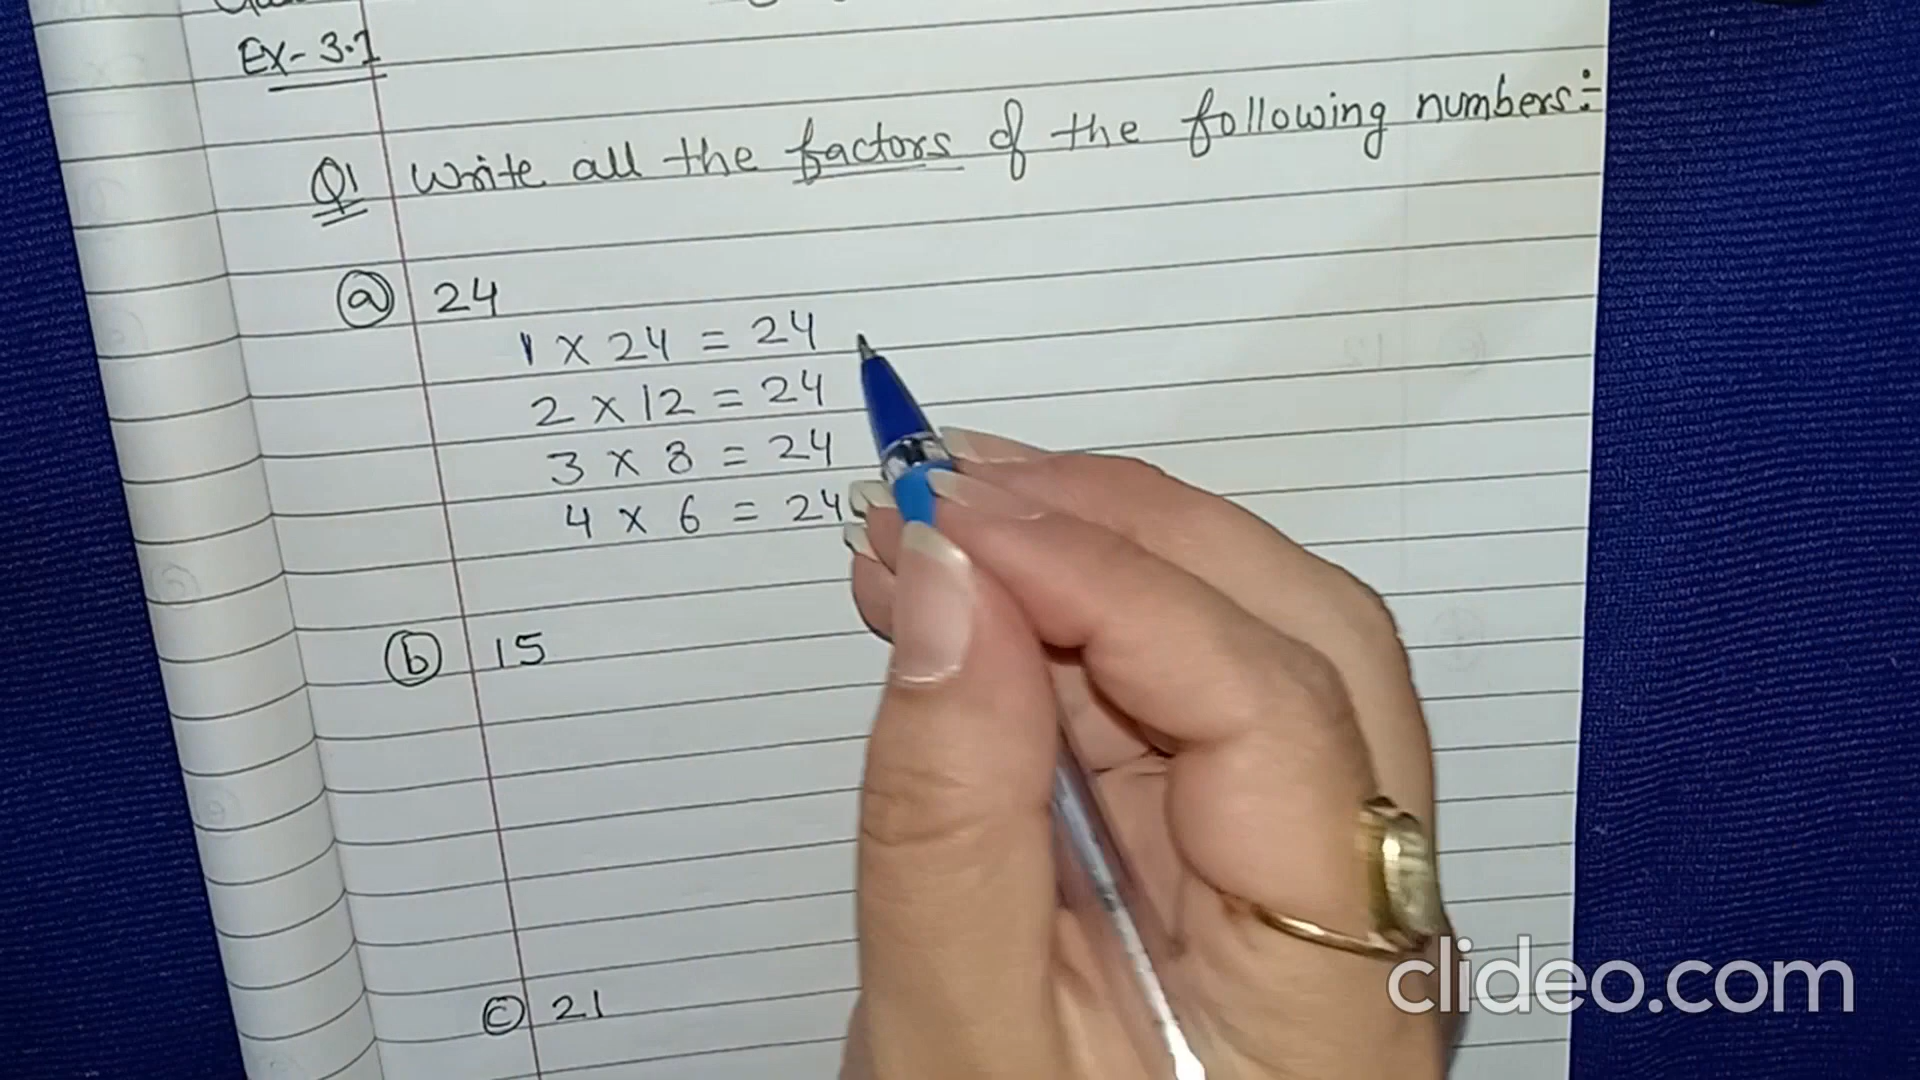 Ex- 3.1
Q1 Write all the factors of the following numbers:-
(a) 24
1 x 24 = 24
2 x 12 = 24
3 x 8 = 24
4 x 6 = 24
(b) 15
(c) 21
clideo.com